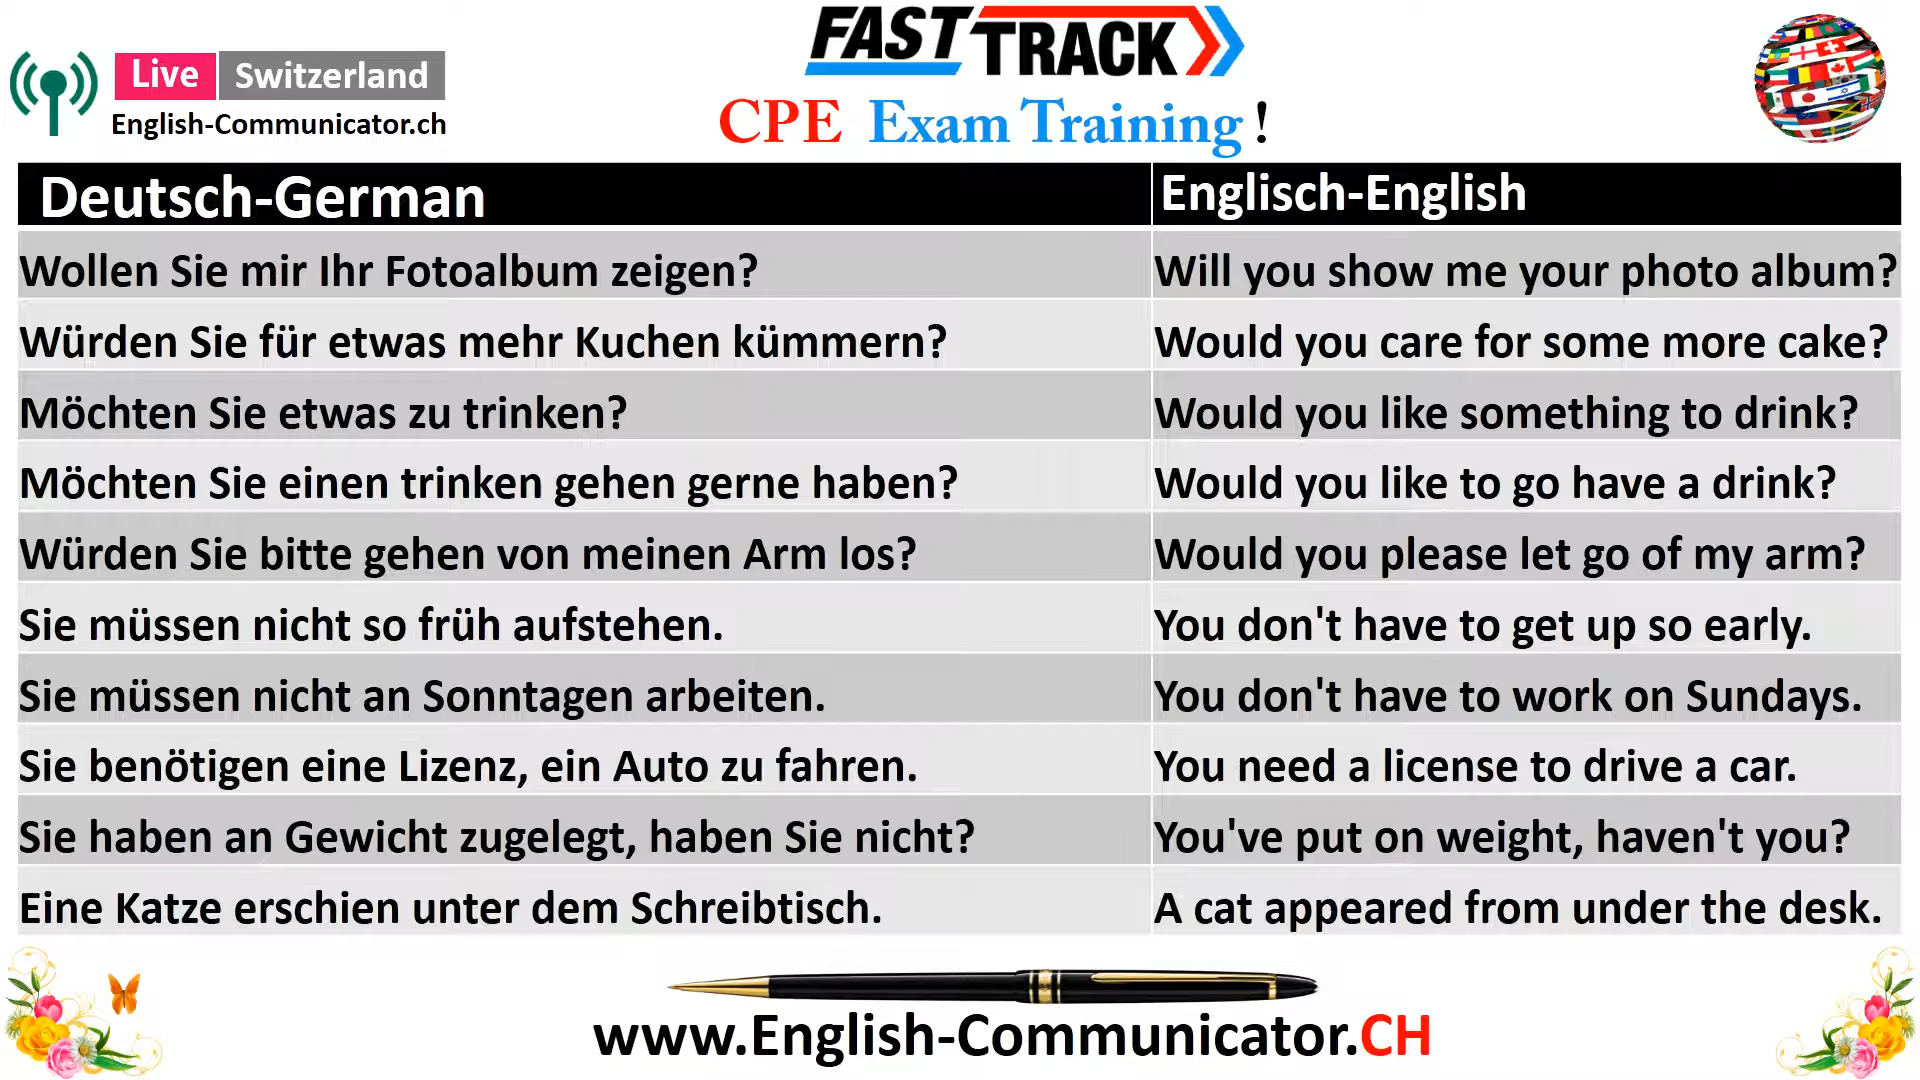 FAST TRACK
Live Switzerland
English-Communicator.ch
CPE Exam Training !
Deutsch-German Englisch-English
Wollen Sie mir Ihr Fotoalbum zeigen? Will you show me your photo album?
Würden Sie für etwas mehr Kuchen kümmern? Would you care for some more cake?
Möchten Sie etwas zu trinken? Would you like something to drink?
Möchten Sie einen trinken gehen gerne haben? Would you like to go have a drink?
Würden Sie bitte gehen von meinen Arm los? Would you please let go of my arm?
Sie müssen nicht so früh aufstehen. You don't have to get up so early.
Sie müssen nicht an Sonntagen arbeiten. You don't have to work on Sundays.
Sie benötigen eine Lizenz, ein Auto zu fahren. You need a license to drive a car.
Sie haben an Gewicht zugelegt, haben Sie nicht? You've put on weight, haven't you?
Eine Katze erschien unter dem Schreibtisch. A cat appeared from under the desk.
www.English-Communicator.CH